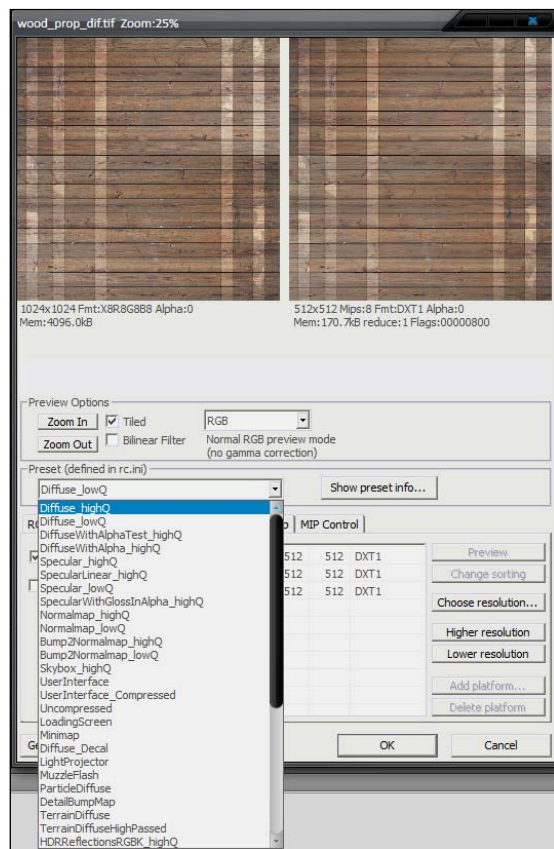 wood_prop_dif.tif Zoom:25%
1024x1024 Fmt:X8R8G8B8 Alpha:0
Mem:4096.0kB
512x512 Mips:8 Fmt:DXT1 Alpha:0
Mem:170.7kB reduce:1 Flags:00000800
Preview Options
Zoom In
Tiled
RGB
Zoom Out
Bilinear Filter
Normal RGB preview mode
(no gamma correction)
Preset (defined in rc.ini)
Diffuse_lowQ
Show preset info...
MIP Control
Diffuse_highQ
Diffuse_lowQ
DiffuseWithAlphaTest_highQ
DiffuseWithAlpha_highQ
Specular_highQ
SpecularLinear_highQ
Specular_lowQ
SpecularWithGlossInAlpha_highQ
Normalmap_highQ
Normalmap_lowQ
Bump2Normalmap_highQ
Bump2Normalmap_lowQ
Skybox_highQ
UserInterface
UserInterface_Compressed
Uncompressed
LoadingScreen
Minimap
Diffuse_Decal
LightProjector
MuzzleFlash
ParticleDiffuse
DetailBumpMap
TerrainDiffuse
TerrainDiffuseHighPassed
HDRReflectionsRGBK_highQ
512 512 DXT1
512 512 DXT1
512 512 DXT1
Preview
Change sorting
Choose resolution...
Higher resolution
Lower resolution
Add platform...
Delete platform
OK
Cancel